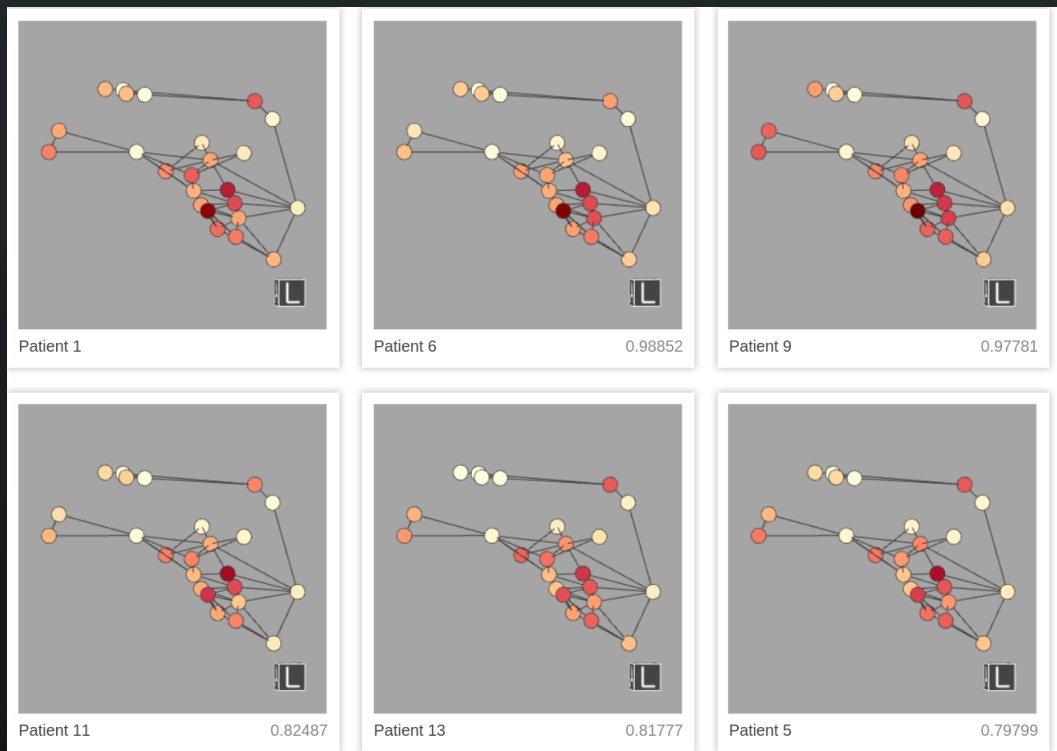 L
L
L
Patient 1
Patient 6 0.98852
Patient 9 0.97781
L
L
L
Patient 11 0.82487
Patient 13 0.81777
Patient 5 0.79799